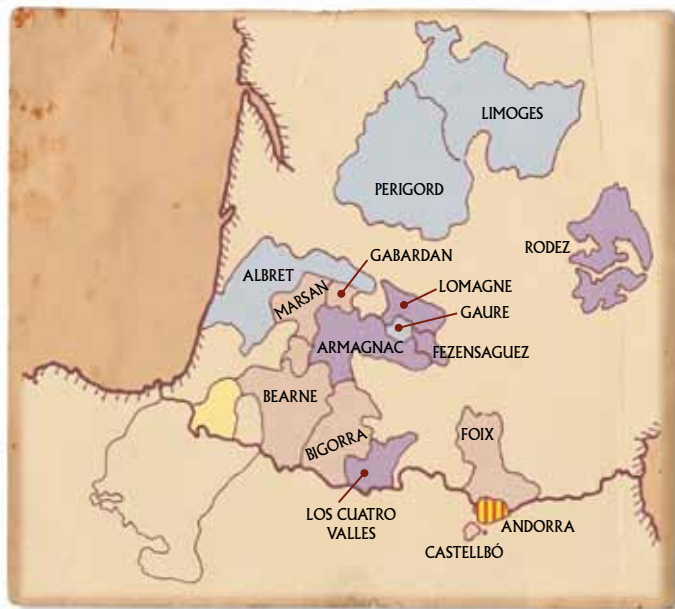 LIMOGES
PERIGORD
RODEZ
GABARDAN
ALBRET
LOMAGNE
MARSAN
GAURE
ARMAGNAC
FEZENSAGUEZ
BEARNE
FOIX
BIGORRA
LOS CUATRO
VALLES
ANDORRA
CASTELLBÓ